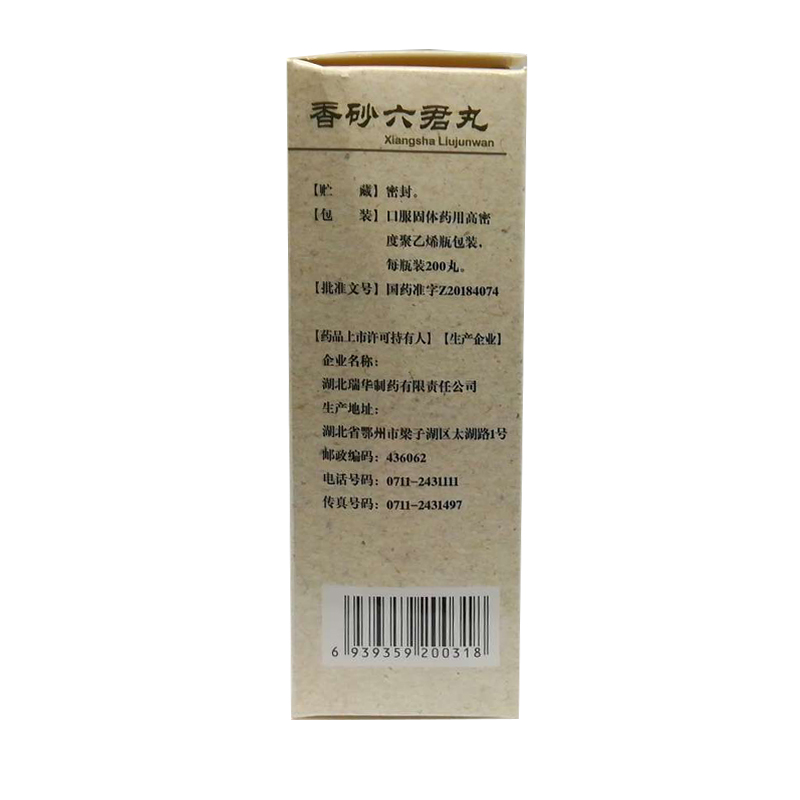 香砂六君丸
Xiangsha Liujunwan
【贮 藏】密封。
【包 装】口服固体药用高密
度聚乙烯瓶包装,
每瓶装200丸。
【批准文号】国药准字Z20184074
【药品上市许可持有人】【生产企业】
企业名称:
湖北瑞华制药有限责任公司
生产地址:
湖北省鄂州市梁子湖区太湖路1号
邮政编码: 436062
电话号码: 0711-2431111
传真号码: 0711-2431497
6 939359 200318